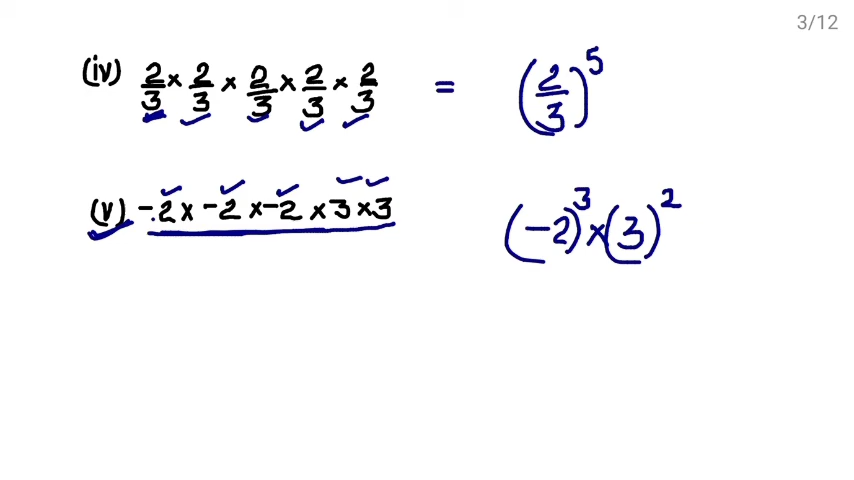 3/12
(iv) 2/3 × 2/3 × 2/3 × 2/3 × 2/3 = (2/3)⁵
(v) -2 × -2 × -2 × 3 × 3 (-2)³ × (3)²